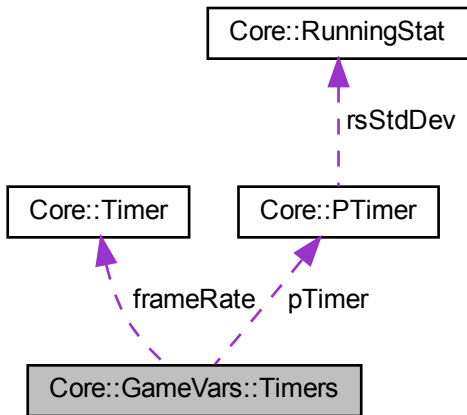 Core::RunningStat
rsStdDev
Core::Timer
Core::PTimer
frameRate
pTimer
Core::GameVars::Timers